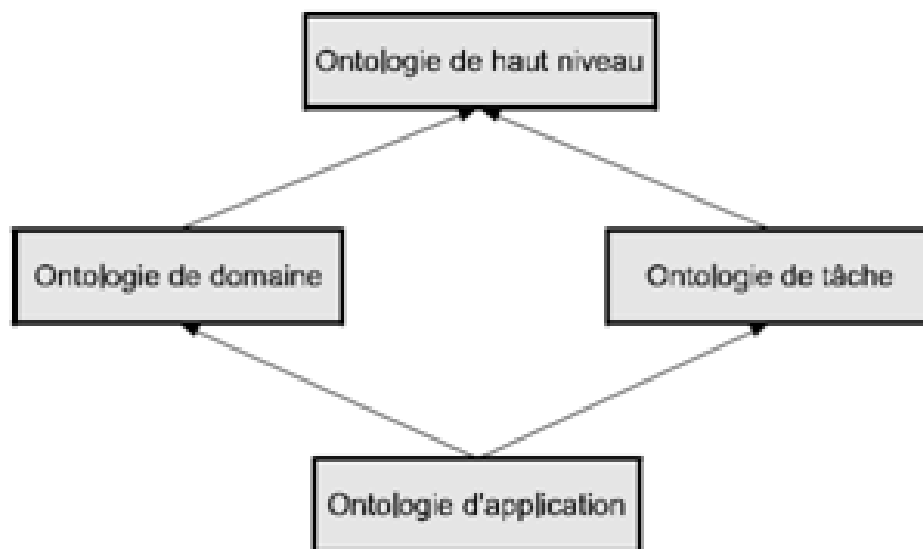 Ontologie de haut niveau
Ontologie de domaine
Ontologie de tâche
Ontologie d'application